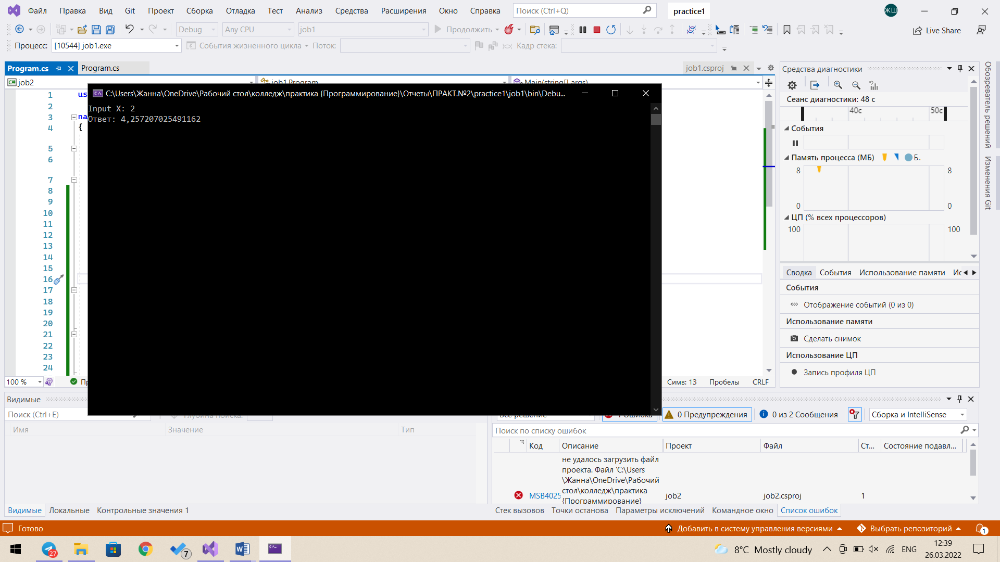 Файл Правка Вид Git Проект Сборка Отладка Тест Анализ Средства Расширения Окно Справка Поиск (Ctrl+Q) practice1 ЖШ
Debug Any CPU job1 Продолжить Live Share
Процесс: [10544] job1.exe События жизненного цикла Поток: Кадр стека:
Program.cs Program.cs job1.csproj
job2 job1.Program Main(string[] args)
C:\Users\Жанна\OneDrive\Рабочий стол\колледж\практика {Программирование}\Отчеты\ПРАКТ.№2\practice1\job1\bin\Debu...
Input X: 2
Ответ: 4,257207025491162
1 us
2
3 na
4 {
5
6
7
8
9
10
11
12
13
14
15
16
17
18
19
20
21
22
23
24
100 % Симв: 13 Пробелы CRLF
Средства диагностики
Сеанс диагностики: 48 с
40с 50с
События
Память процесса (МБ) Б.
8 8
0 0
ЦП (% всех процессоров)
100 100
Сводка События Использование памяти Ис
События
Отображение событий (0 из 0)
Использование памяти
Сделать снимок
Использование ЦП
Запись профиля ЦП
Обозреватель решений
Изменения Git
Видимые
Поиск (Ctrl+E) Глубина поиска:
Имя Значение Тип
Видимые Локальные Контрольные значения 1
Все решение 1 Ошибка 0 Предупреждения 0 из 2 Сообщения Сборка и IntelliSense
Поиск по списку ошибок
Код Описание Проект Файл Ст... Состояние подавл...
не удалось загрузить файл
проекта. Файл 'C:\Users
\Жанна\OneDrive\Рабочий
стол\колледж\практика
{Программирование}
MSB4025 job2 job2.csproj 1
Стек вызовов Точки останова Параметры исключений Командное окно Список ошибок
Готово Добавить в систему управления версиями Выбрать репозиторий 1
27 7 8°C Mostly cloudy ENG 12:39
26.03.2022